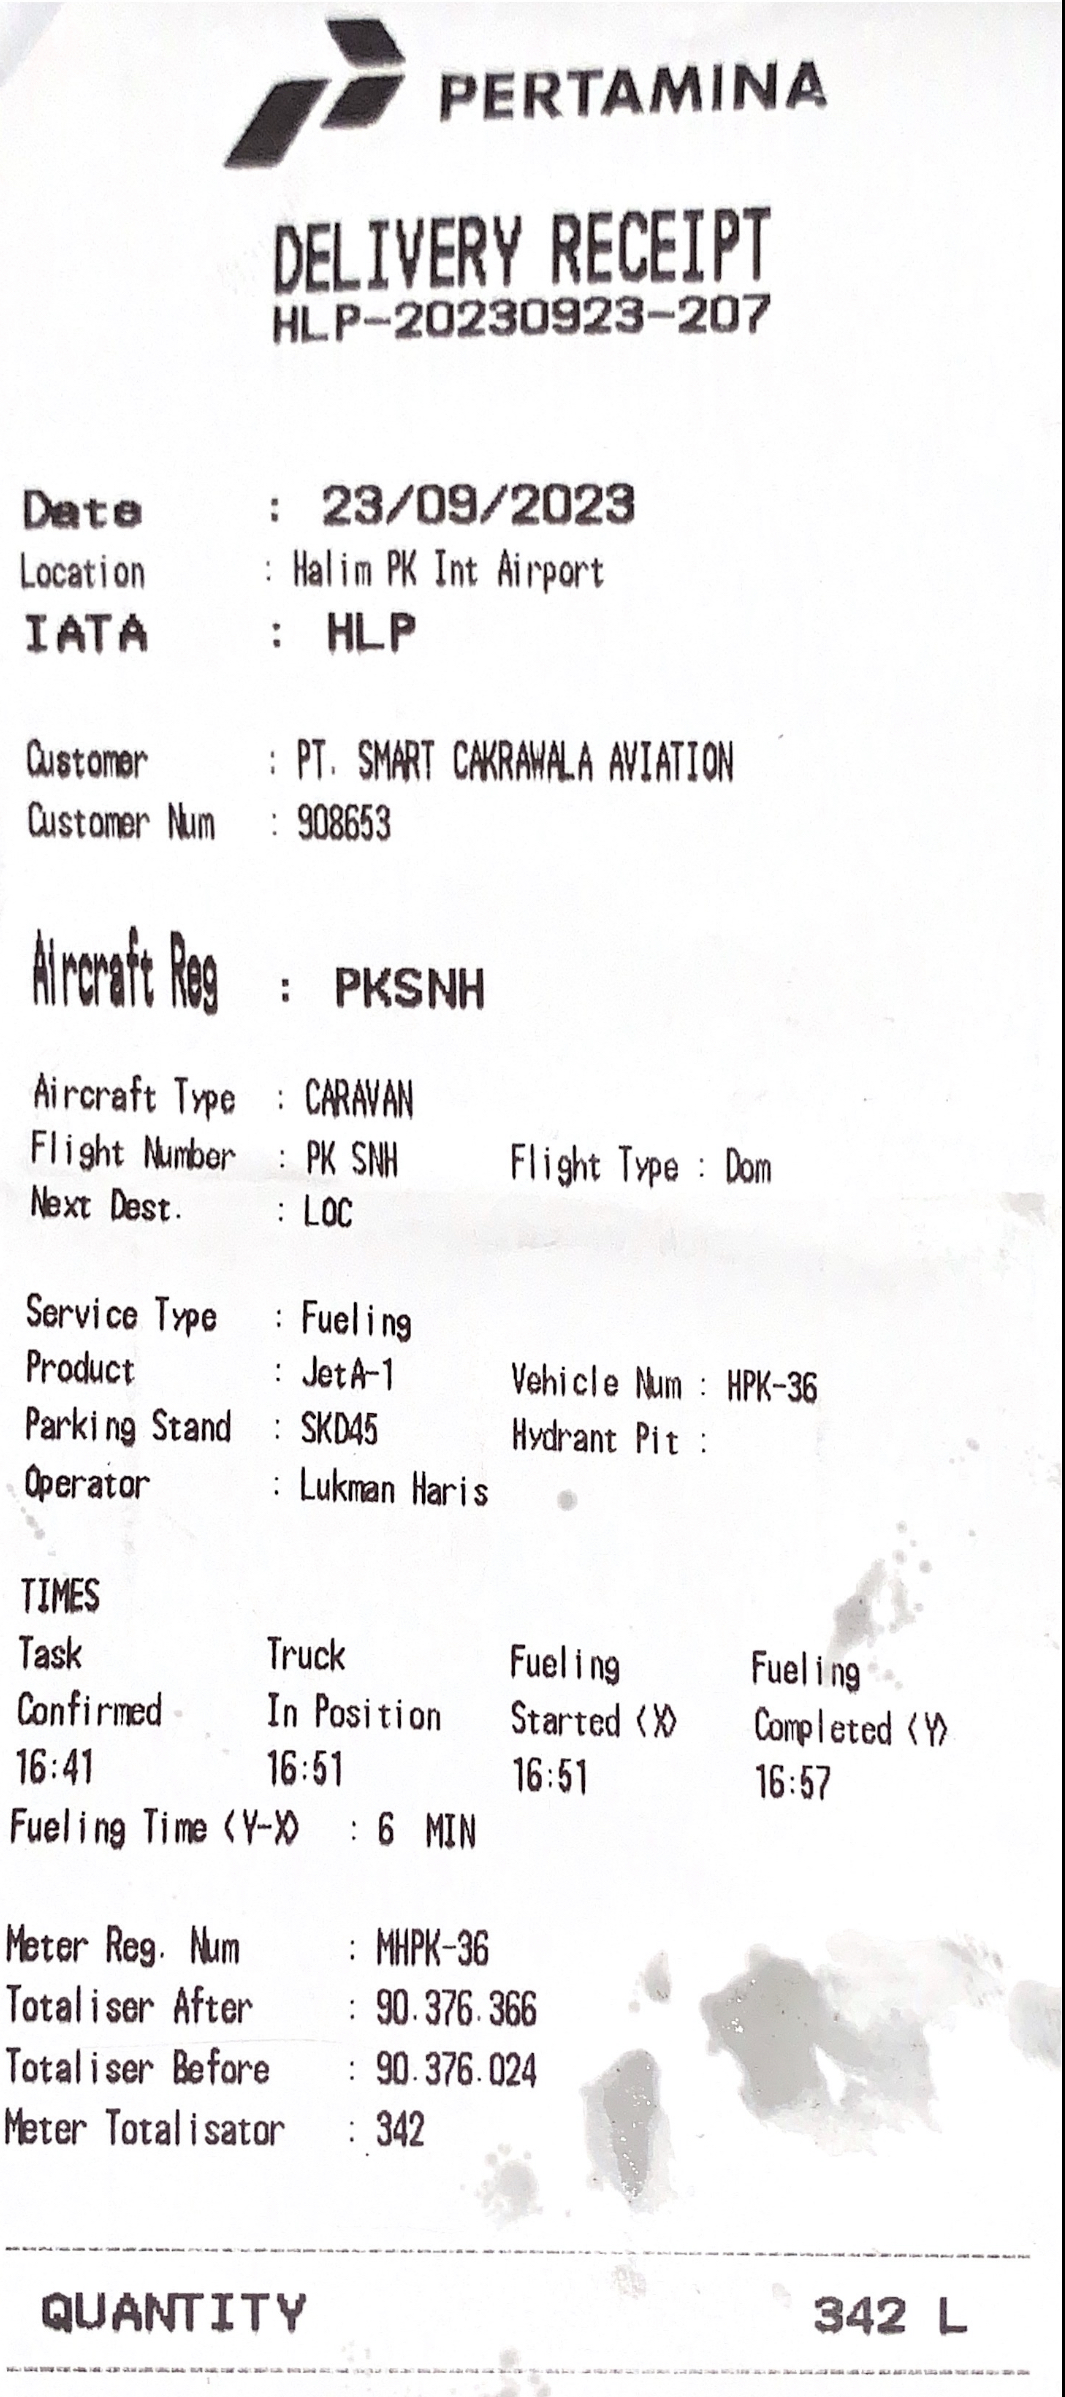 PERTAMINA
DELIVERY RECEIPT
HLP-20230923-207
Date : 23/09/2023
Location : Halim PK Int Airport
IATA : HLP
Customer : PT. SMART CAKRAWALA AVIATION
Customer Num : 908653
Aircraft Reg : PKSNH
Aircraft Type : CARAVAN
Flight Number : PK SNH Flight Type : Dom
Next Dest. : LOC
Service Type : Fueling
Product : JetA-1 Vehicle Num : HPK-36
Parking Stand : SKD45 Hydrant Pit :
Operator : Lukman Haris
TIMES
Task Truck Fueling Fueling
Confirmed In Position Started (X) Completed (Y)
16:41 16:51 16:51 16:57
Fueling Time (Y-X) : 6 MIN
Meter Reg. Num : MHPK-36
Totaliser After : 90.376.366
Totaliser Before : 90.376.024
Meter Totalisator : 342
QUANTITY 342 L